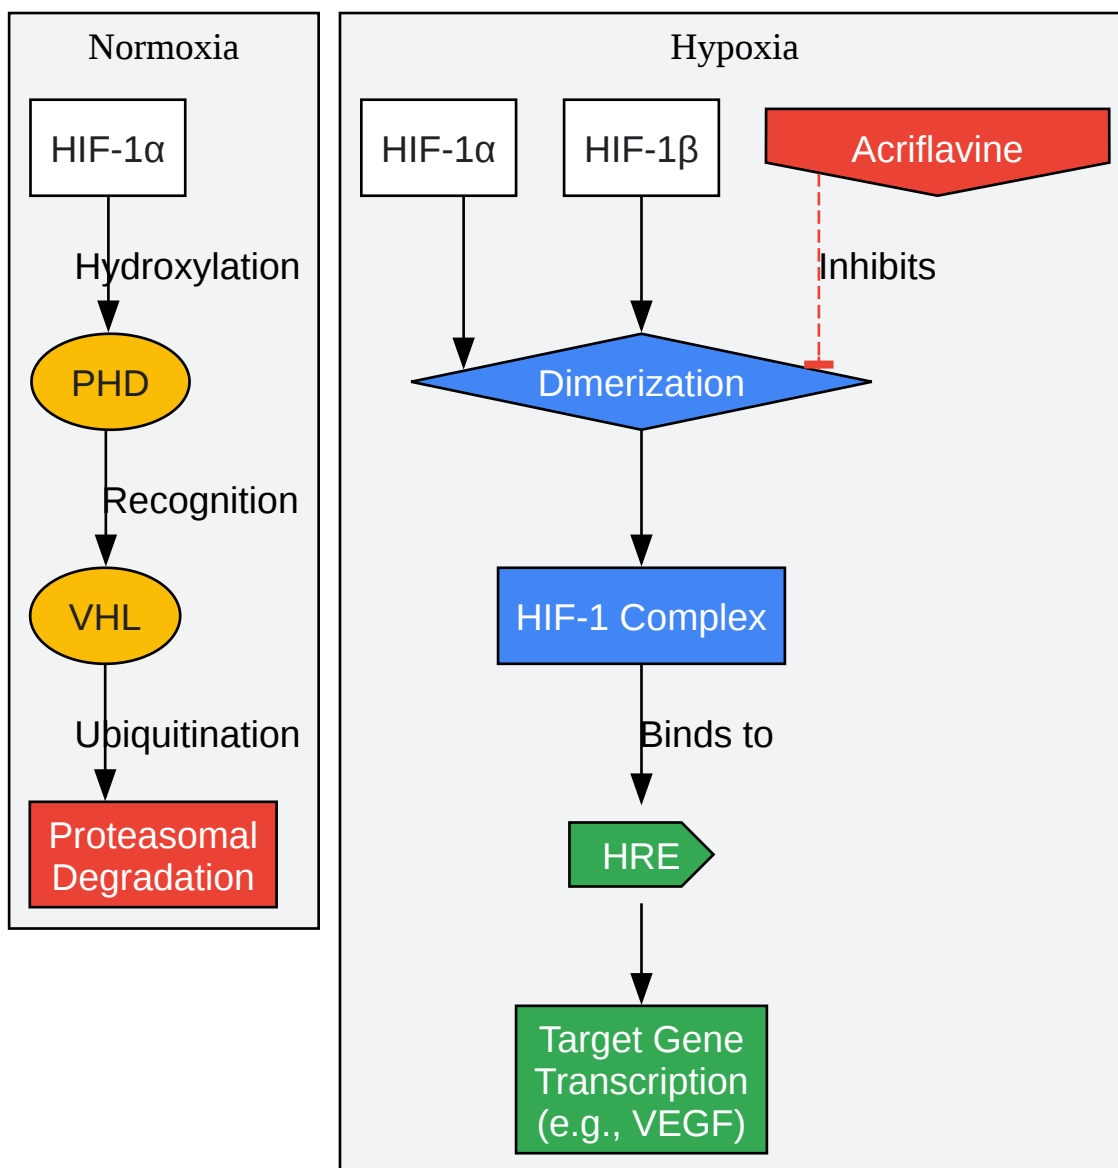 Normoxia
HIF-1α
Hydroxylation
PHD
Recognition
VHL
Ubiquitination
Proteasomal
Degradation
Hypoxia
HIF-1α
HIF-1β
Acriflavine
Inhibits
Dimerization
HIF-1 Complex
Binds to
HRE
Target Gene
Transcription
(e.g., VEGF)